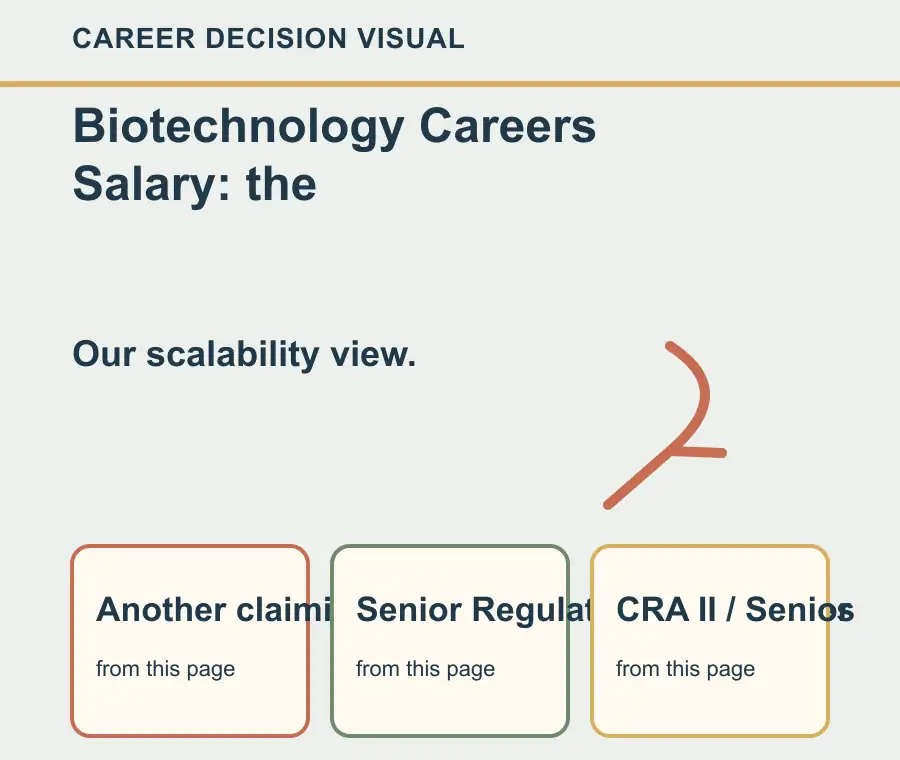 CAREER DECISION VISUAL
Biotechnology Careers
Salary: the
Our scalability view.
Another claimi
Senior Regulat
CRA II / Senio
from this page
from this page
from this page